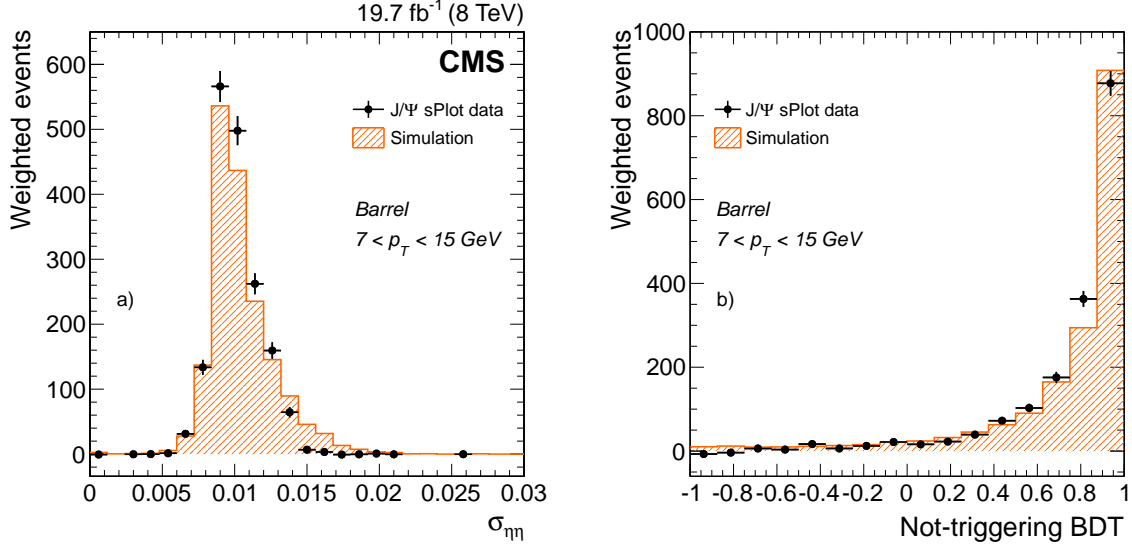 19.7 fb-1 (8 TeV)
Weighted events
600
500
400
300
200
100
0
CMS
J/Ψ sPlot data
Simulation
Barrel
7 < pT < 15 GeV
a)
0 0.005 0.01 0.015 0.02 0.025 0.03
σηη
Weighted events
1000
800
600
400
200
0
J/Ψ sPlot data
Simulation
Barrel
7 < pT < 15 GeV
b)
-1 -0.8 -0.6 -0.4 -0.2 0 0.2 0.4 0.6 0.8 1
Not-triggering BDT